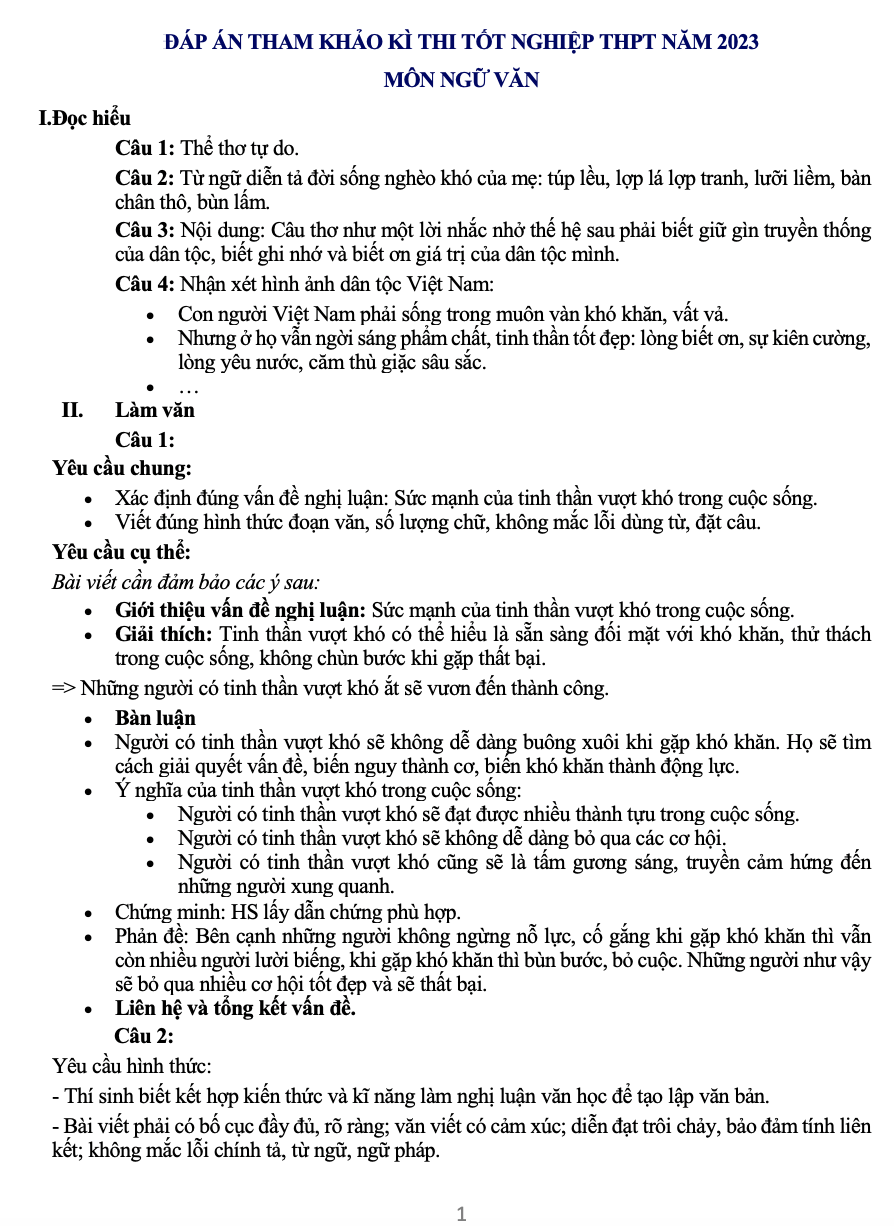 ĐÁP ÁN THAM KHẢO KÌ THI TỐT NGHIỆP THPT NĂM 2023
MÔN NGỮ VĂN
I.Đọc hiểu
Câu 1: Thể thơ tự do.
Câu 2: Từ ngữ diễn tả đời sống nghèo khó của mẹ: túp lều, lợp lá lợp tranh, lưỡi liềm, bàn
chân thô, bùn lấm.
Câu 3: Nội dung: Câu thơ như một lời nhắc nhở thế hệ sau phải biết giữ gìn truyền thống
của dân tộc, biết ghi nhớ và biết ơn giá trị của dân tộc mình.
Câu 4: Nhận xét hình ảnh dân tộc Việt Nam:
• Con người Việt Nam phải sống trong muôn vàn khó khăn, vất vả.
• Nhưng ở họ vẫn ngời sáng phẩm chất, tinh thần tốt đẹp: lòng biết ơn, sự kiên cường,
lòng yêu nước, căm thù giặc sâu sắc.
• …
II. Làm văn
Câu 1:
Yêu cầu chung:
• Xác định đúng vấn đề nghị luận: Sức mạnh của tinh thần vượt khó trong cuộc sống.
• Viết đúng hình thức đoạn văn, số lượng chữ, không mắc lỗi dùng từ, đặt câu.
Yêu cầu cụ thể:
Bài viết cần đảm bảo các ý sau:
• Giới thiệu vấn đề nghị luận: Sức mạnh của tinh thần vượt khó trong cuộc sống.
• Giải thích: Tinh thần vượt khó có thể hiểu là sẵn sàng đối mặt với khó khăn, thử thách
trong cuộc sống, không chùn bước khi gặp thất bại.
=> Những người có tinh thần vượt khó ắt sẽ vươn đến thành công.
• Bàn luận
• Người có tinh thần vượt khó sẽ không dễ dàng buông xuôi khi gặp khó khăn. Họ sẽ tìm
cách giải quyết vấn đề, biến nguy thành cơ, biến khó khăn thành động lực.
• Ý nghĩa của tinh thần vượt khó trong cuộc sống:
• Người có tinh thần vượt khó sẽ đạt được nhiều thành tựu trong cuộc sống.
• Người có tinh thần vượt khó sẽ không dễ dàng bỏ qua các cơ hội.
• Người có tinh thần vượt khó cũng sẽ là tấm gương sáng, truyền cảm hứng đến
những người xung quanh.
• Chứng minh: HS lấy dẫn chứng phù hợp.
• Phản đề: Bên cạnh những người không ngừng nỗ lực, cố gắng khi gặp khó khăn thì vẫn
còn nhiều người lười biếng, khi gặp khó khăn thì bùn bước, bỏ cuộc. Những người như vậy
sẽ bỏ qua nhiều cơ hội tốt đẹp và sẽ thất bại.
• Liên hệ và tổng kết vấn đề.
Câu 2:
Yêu cầu hình thức:
- Thí sinh biết kết hợp kiến thức và kĩ năng làm nghị luận văn học để tạo lập văn bản.
- Bài viết phải có bố cục đầy đủ, rõ ràng; văn viết có cảm xúc; diễn đạt trôi chảy, bảo đảm tính liên
kết; không mắc lỗi chính tả, từ ngữ, ngữ pháp.
1